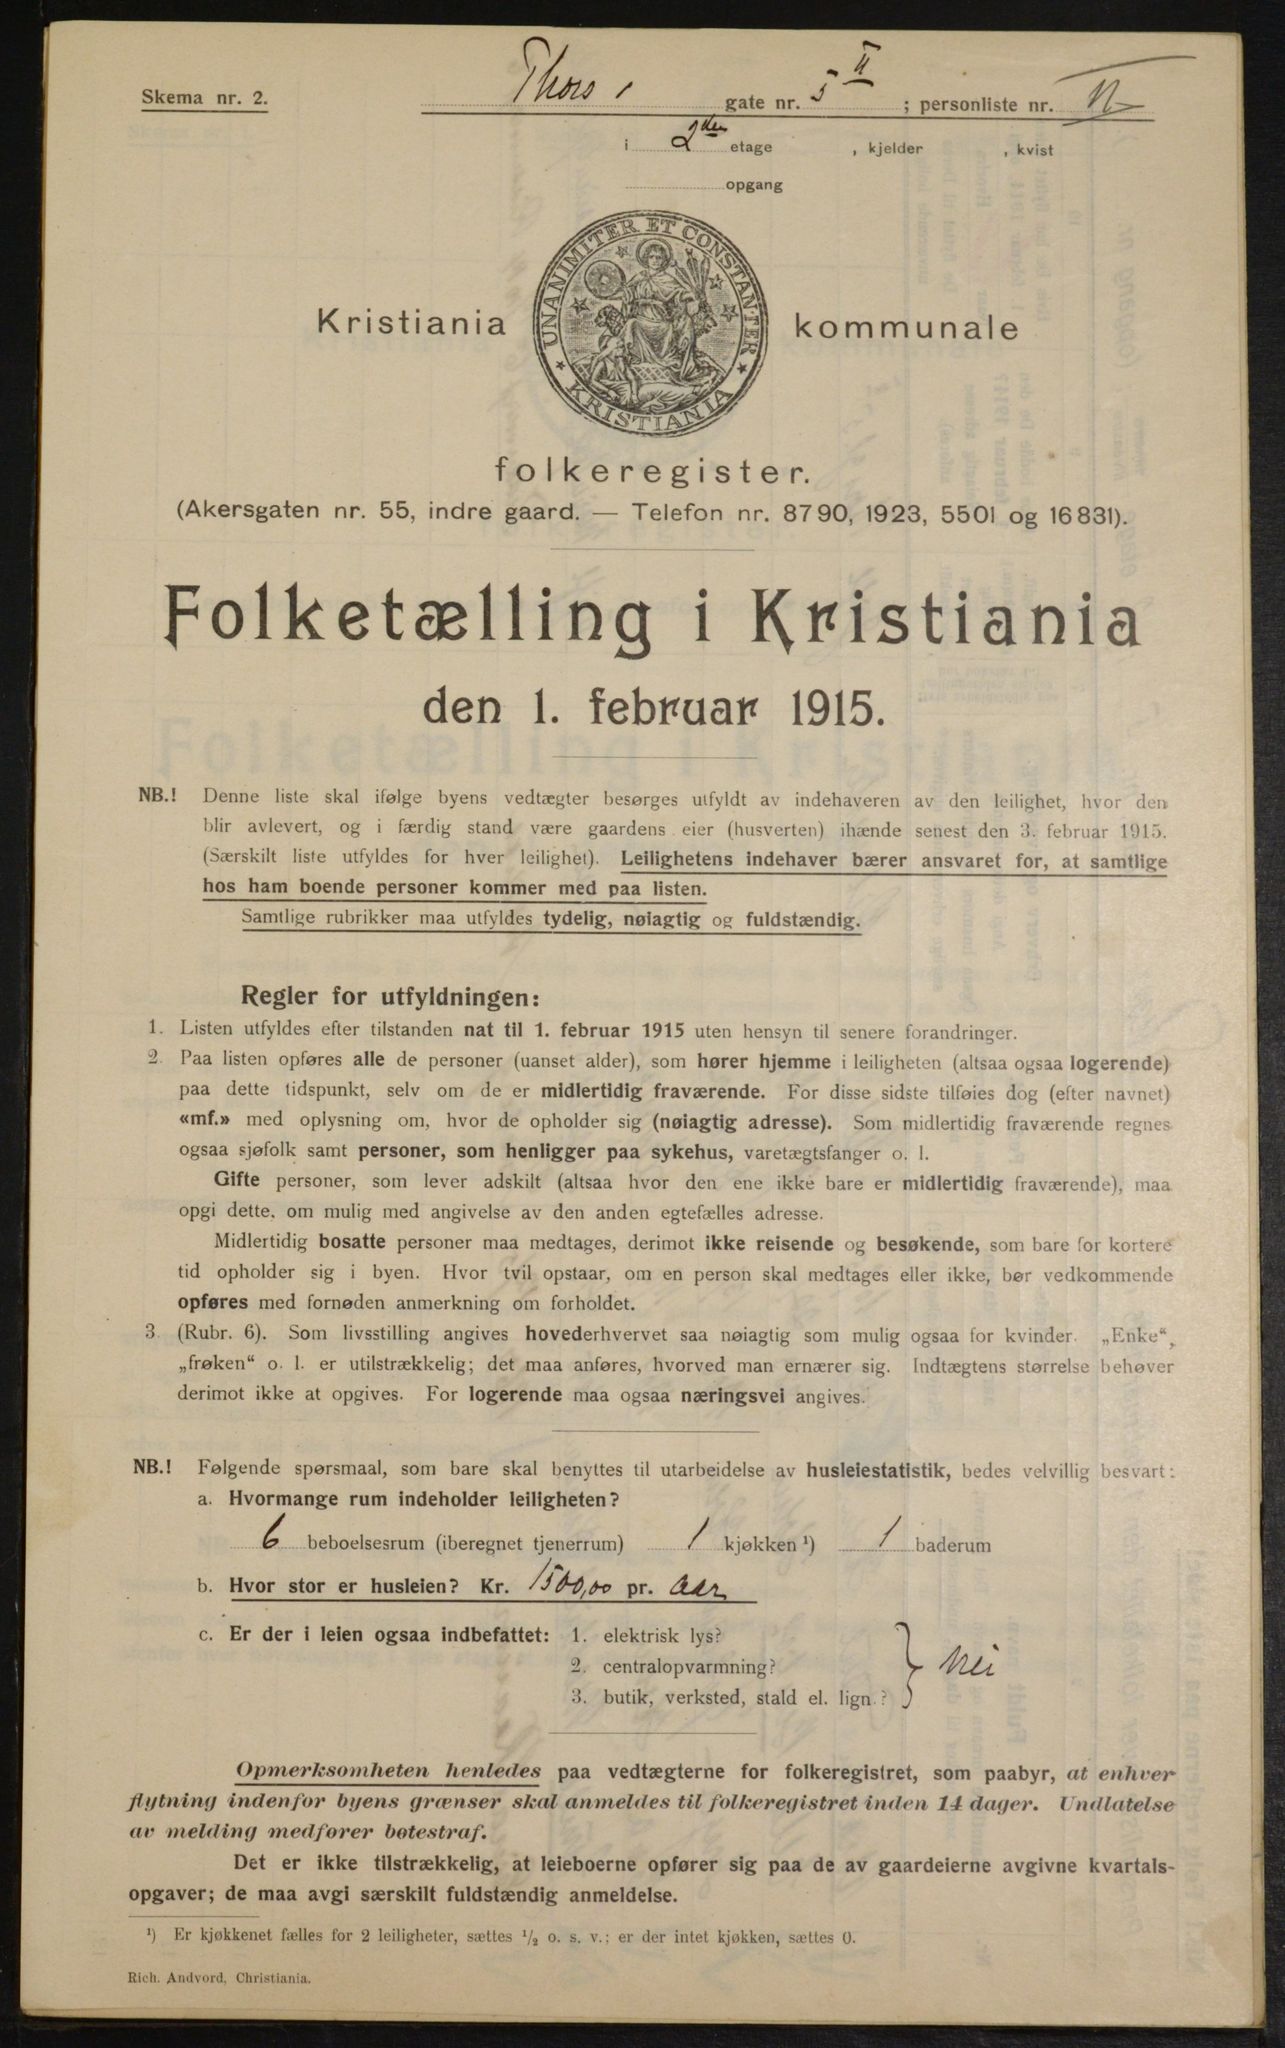 Skema nr. 2.
Thors gate nr. 5 II ; personliste nr. II
i 2den etage , kjelder , kvist
opgang
UNANIMITER ET CONSTANTER
★ KRISTIANIA ★
Kristiania kommunale
folkeregister.
(Akersgaten nr. 55, indre gaard. — Telefon nr. 8790, 1923, 5501 og 16831).
Folketælling i Kristiania
den 1. februar 1915.
NB.! Denne liste skal ifølge byens vedtægter besørges utfyldt av indehaveren av den leilighet, hvor den
blir avlevert, og i færdig stand være gaardens eier (husverten) ihænde senest den 3. februar 1915.
(Særskilt liste utfyldes for hver leilighet). Leilighetens indehaver bærer ansvaret for, at samtlige
hos ham boende personer kommer med paa listen.
Samtlige rubrikker maa utfyldes tydelig, nøiagtig og fuldstændig.
Regler for utfyldningen:
1. Listen utfyldes efter tilstanden nat til 1. februar 1915 uten hensyn til senere forandringer.
2. Paa listen opføres alle de personer (uanset alder), som hører hjemme i leiligheten (altsaa ogsaa logerende)
paa dette tidspunkt, selv om de er midlertidig fraværende. For disse sidste tilføies dog (efter navnet)
«mf.» med oplysning om, hvor de opholder sig (nøiagtig adresse). Som midlertidig fraværende regnes
ogsaa sjøfolk samt personer, som henligger paa sykehus, varetægtsfanger o. l.
Gifte personer, som lever adskilt (altsaa hvor den ene ikke bare er midlertidig fraværende), maa
opgi dette, om mulig med angivelse av den anden egtefælles adresse.
Midlertidig bosatte personer maa medtages, derimot ikke reisende og besøkende, som bare for kortere
tid opholder sig i byen. Hvor tvil opstaar, om en person skal medtages eller ikke, bør vedkommende
opføres med fornøden anmerkning om forholdet.
3. (Rubr. 6). Som livsstilling angives hovederhvervet saa nøiagtig som mulig ogsaa for kvinder. „Enke“,
„frøken“ o. l. er utilstrækkelig; det maa anføres, hvorved man ernærer sig. Indtægtens størrelse behøver
derimot ikke at opgives. For logerende maa ogsaa næringsvei angives.
NB.! Følgende spørsmaal, som bare skal benyttes til utarbeidelse av husleiestatistik, bedes velvillig besvart:
a. Hvormange rum indeholder leiligheten?
6 beboelsesrum (iberegnet tjenerrum) 1 kjøkken ¹) 1 baderum
b. Hvor stor er husleien? Kr. 1500,00 pr. Aar
c. Er der i leien ogsaa indbefattet: 1. elektrisk lys?
2. centralopvarmning? Nei
3. butik, verksted, stald el. lign.?
Opmerksomheten henledes paa vedtægterne for folkeregistret, som paabyr, at enhver
flytning indenfor byens grænser skal anmeldes til folkeregistret inden 14 dager. Undlatelse
av melding medfører bøtestraf.
Det er ikke tilstrækkelig, at leieboerne opfører sig paa de av gaardeierne avgivne kvartals-
opgaver; de maa avgi særskilt fuldstændig anmeldelse.
¹) Er kjøkkenet fælles for 2 leiligheter, sættes ½ o. s. v.; er der intet kjøkken, sættes 0.
Rich. Andvord, Christiania.